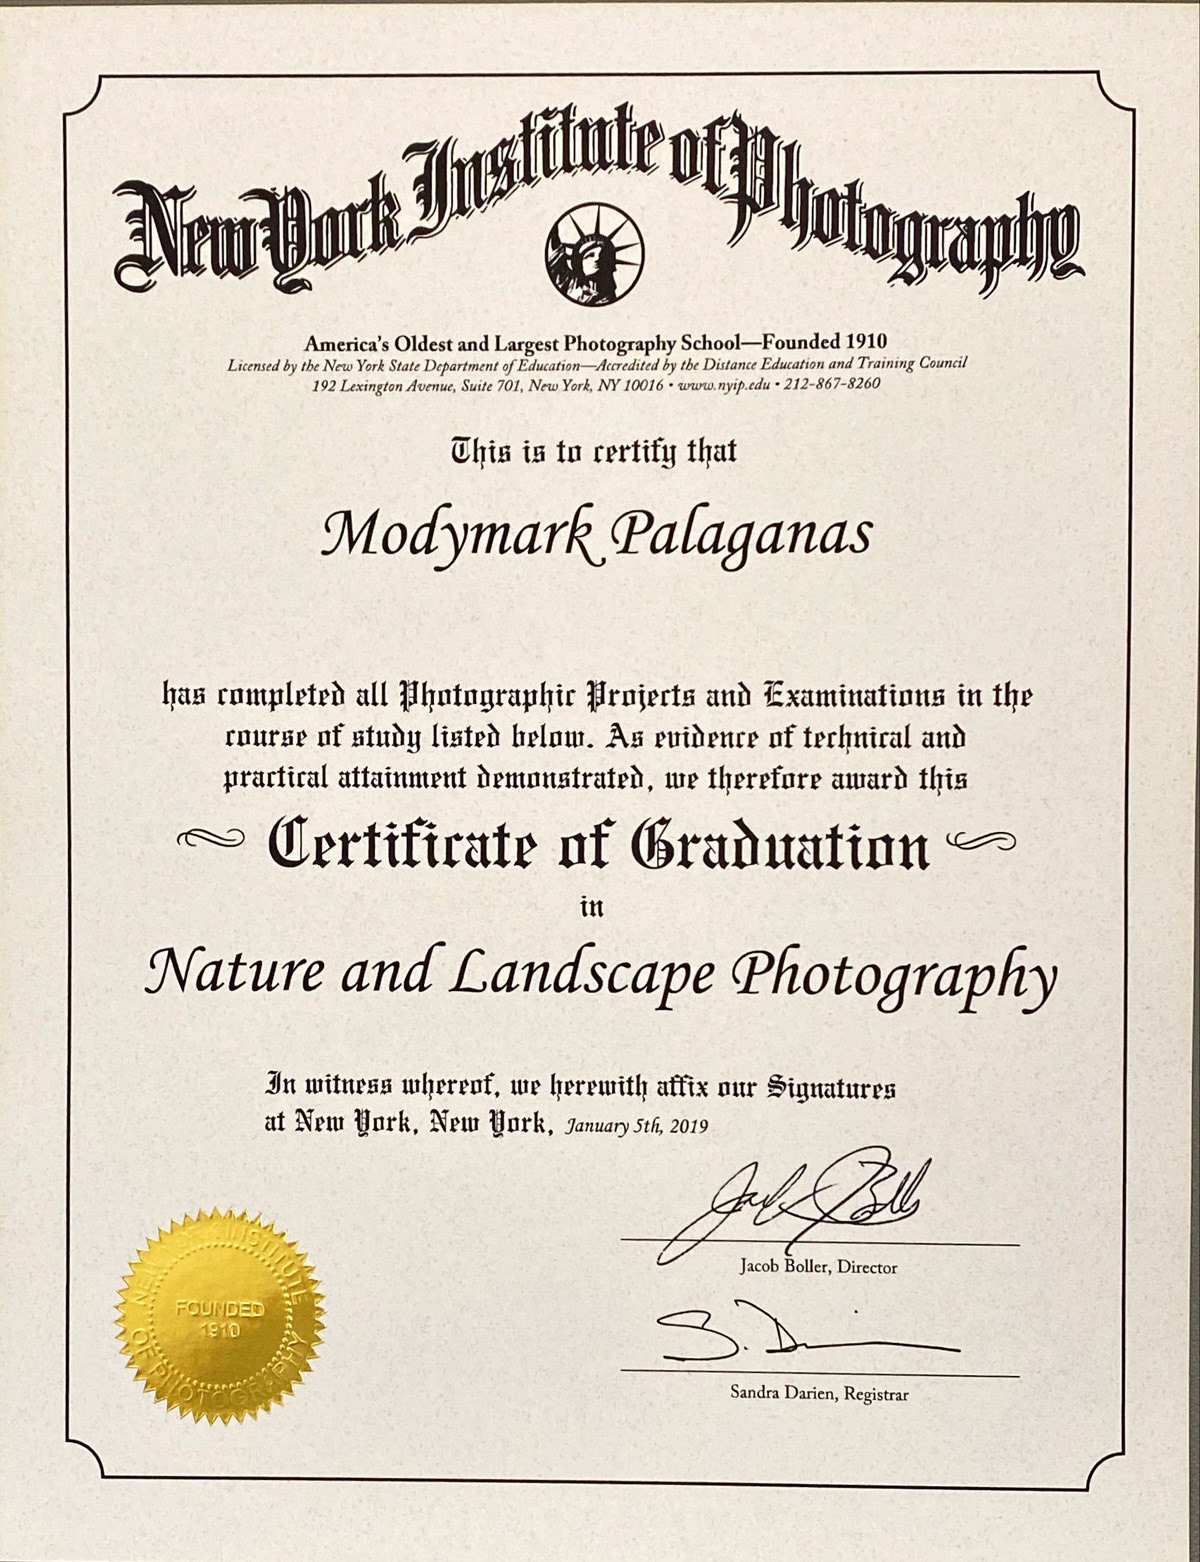 New York Institute of Photography
America's Oldest and Largest Photography School—Founded 1910
Licensed by the New York State Department of Education—Accredited by the Distance Education and Training Council
192 Lexington Avenue, Suite 701, New York, NY 10016 • www.nyip.edu • 212-867-8260
This is to certify that
Modymark Palaganas
has completed all Photographic Projects and Examinations in the
course of study listed below. As evidence of technical and
practical attainment demonstrated, we therefore award this
Certificate of Graduation
in
Nature and Landscape Photography
In witness whereof, we herewith affix our Signatures
at New York, New York, January 5th, 2019
Jacob Boller, Director
S. Darien
Sandra Darien, Registrar
INSTITUTE
OF PHOTOGRAPHY
FOUNDED
1910